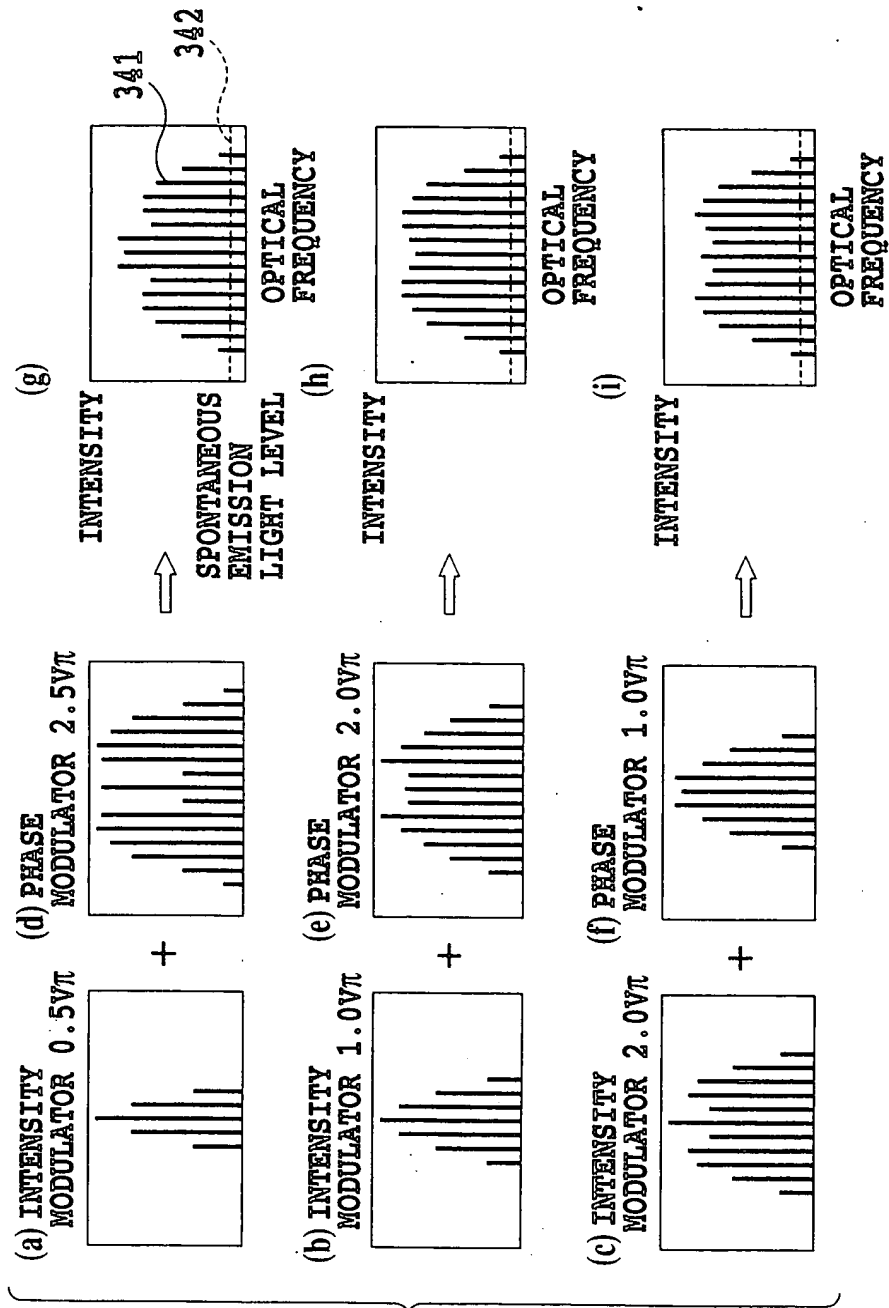 (a) INTENSITY
MODULATOR 0.5Vπ
+
(d) PHASE
MODULATOR 2.5Vπ
(g)
INTENSITY
341
342
SPONTANEOUS
EMISSION
LIGHT LEVEL
OPTICAL
FREQUENCY
(b) INTENSITY
MODULATOR 1.0Vπ
+
(e) PHASE
MODULATOR 2.0Vπ
(h)
INTENSITY
OPTICAL
FREQUENCY
(c) INTENSITY
MODULATOR 2.0Vπ
+
(f) PHASE
MODULATOR 1.0Vπ
(i)
INTENSITY
OPTICAL
FREQUENCY